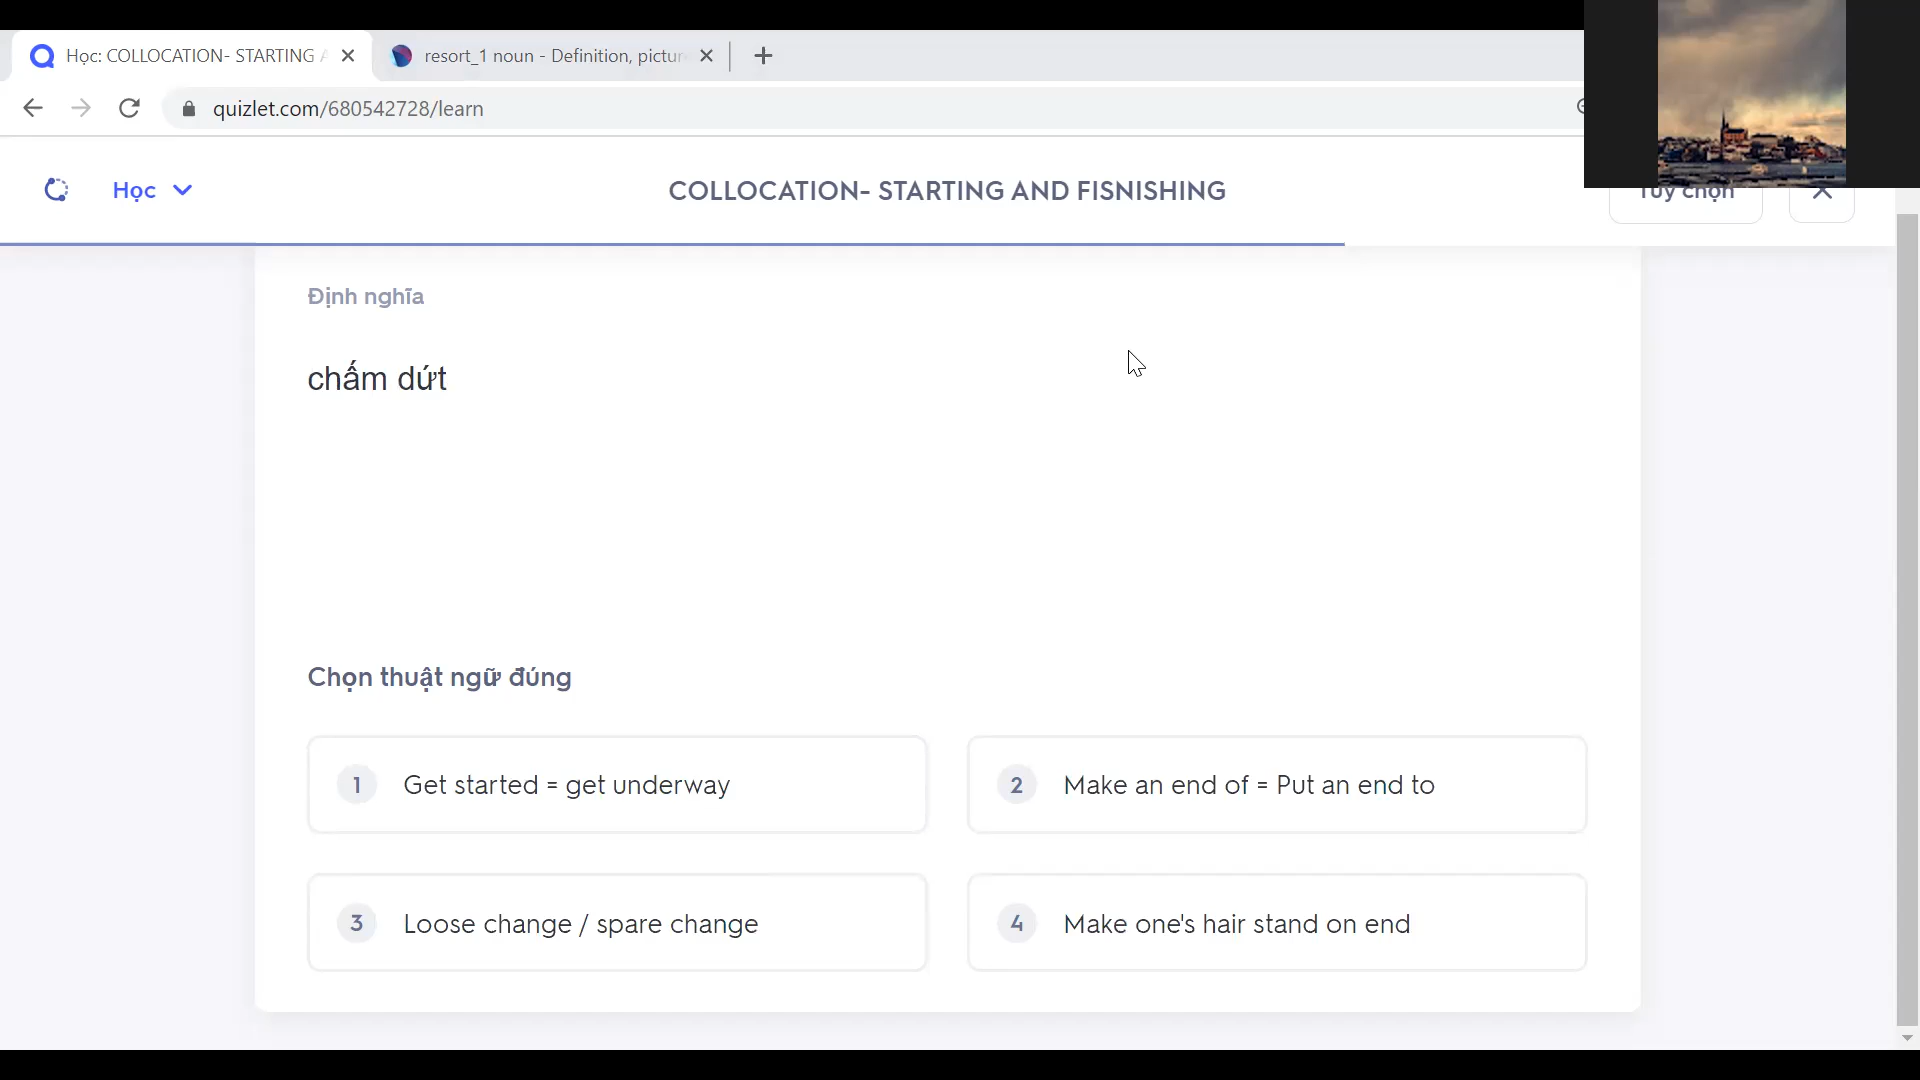 Học: COLLOCATION- STARTING A
resort_1 noun - Definition, pictur
quizlet.com/680542728/learn
Học
COLLOCATION- STARTING AND FISNISHING
Tùy chọn
Định nghĩa
chấm dứt
Chọn thuật ngữ đúng
1 Get started = get underway
2 Make an end of = Put an end to
3 Loose change / spare change
4 Make one's hair stand on end